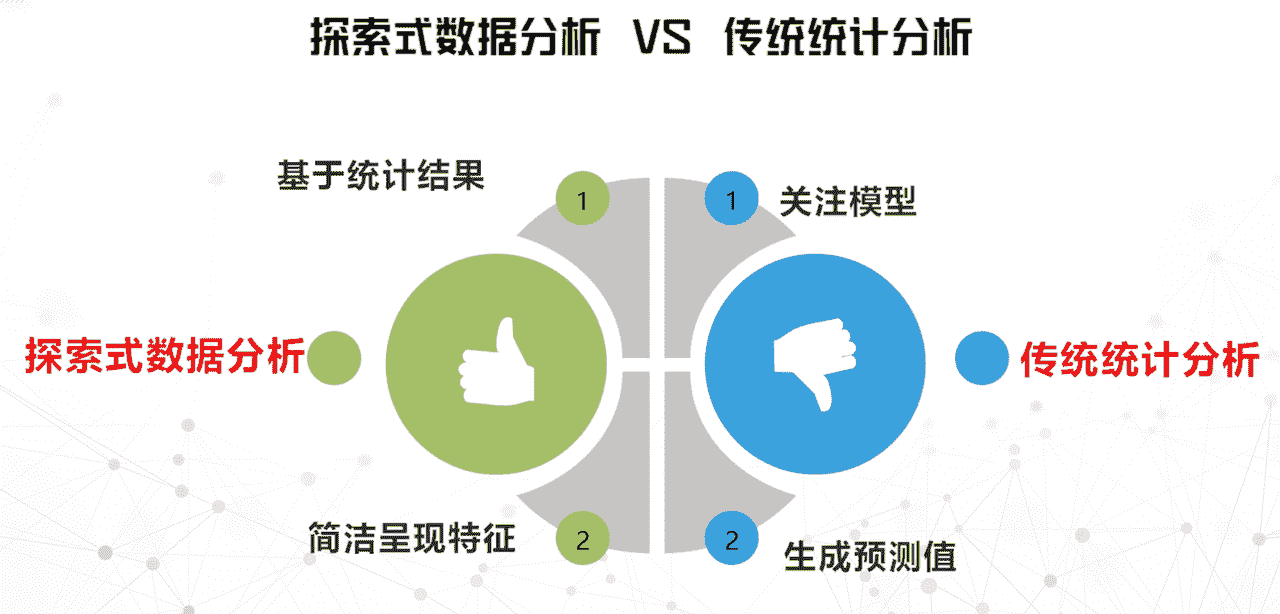 探索式数据分析 VS 传统统计分析
基于统计结果
1
1
关注模型
探索式数据分析
传统统计分析
简洁呈现特征
2
2
生成预测值